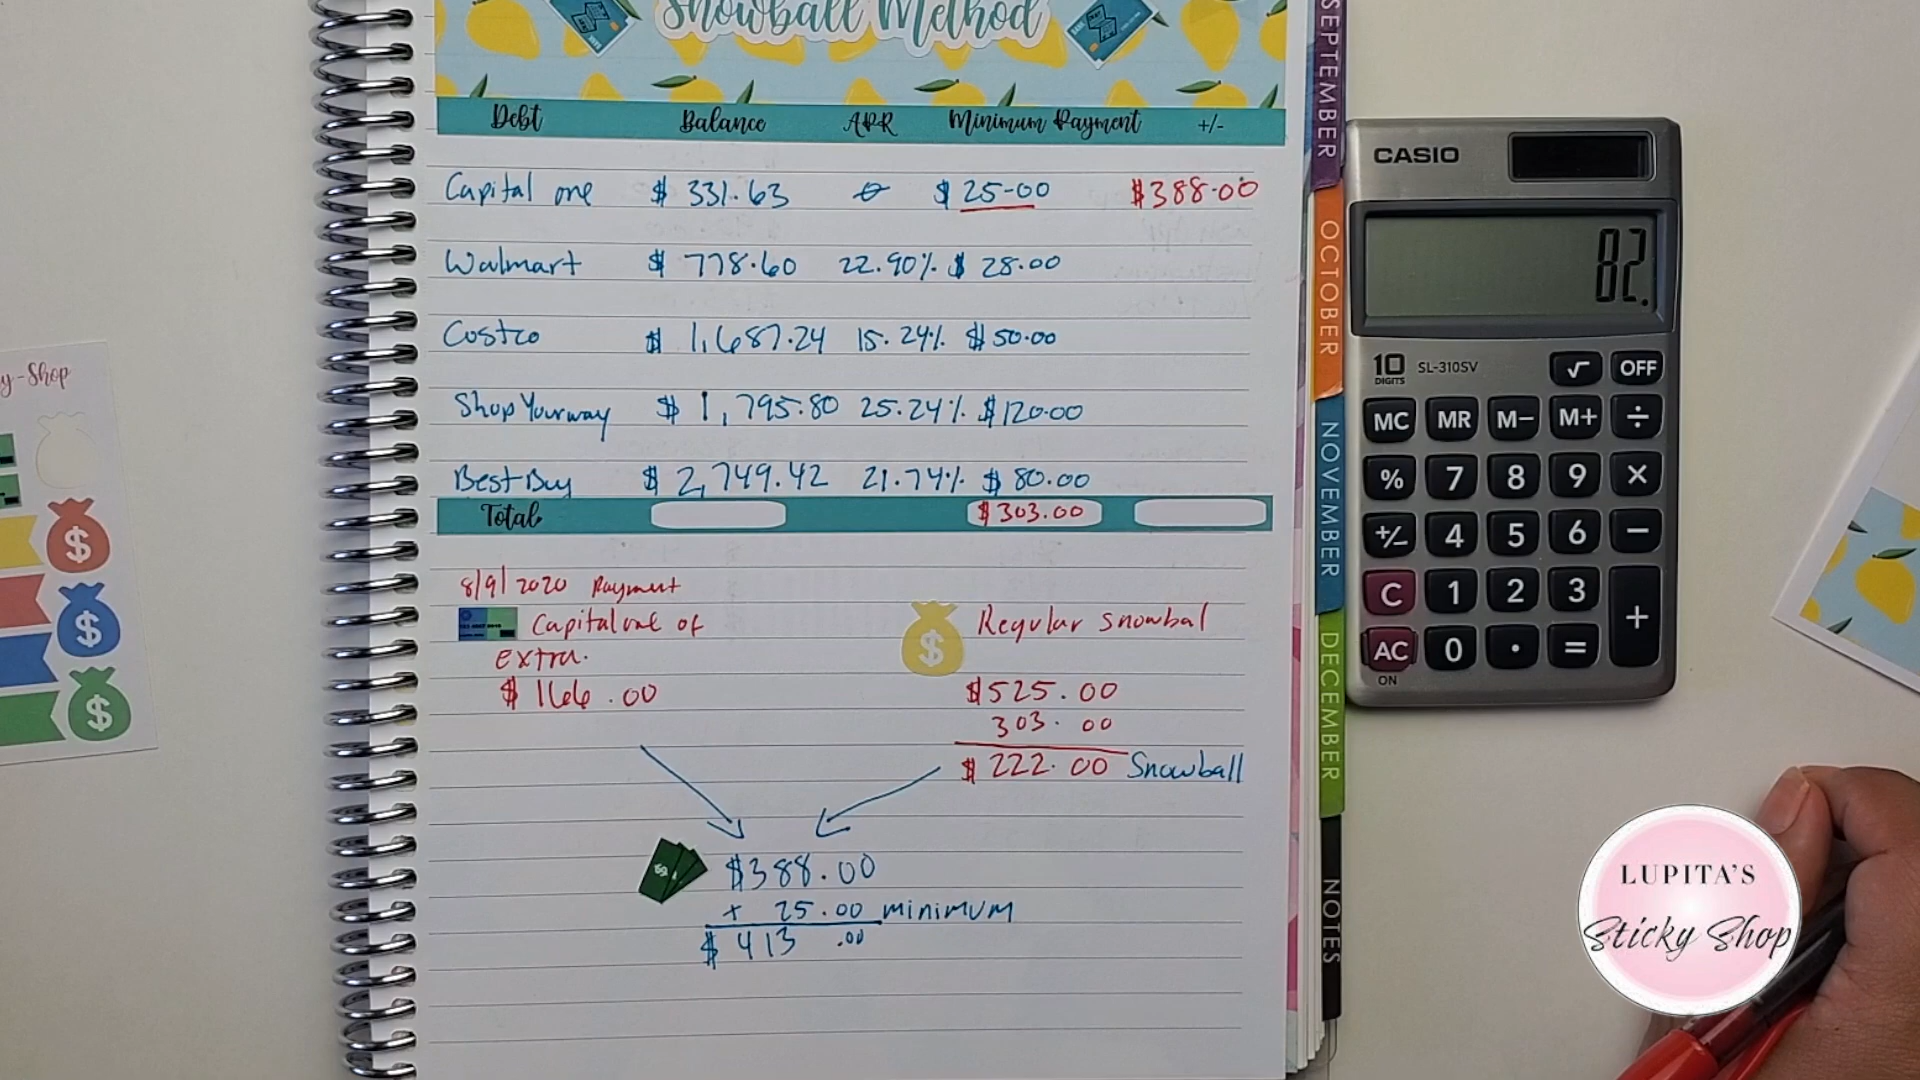 Snowball Method
Debt Balance APR Minimum Payment +/-
Capital one $ 331.63 0 $ 25-00 $388.00
Walmart $ 778.60 22.90% $ 28.00
Costco $ 1,687.24 15.24% $50.00
ShopYourway $ 1,795.80 25.24% $120.00
BestBuy $ 2,749.42 21.74% $ 80.00
Total $303.00
8/9/2020 Payment
Capital one of
Extra.
$ 166.00
Regular Snowbal
$525.00
303.00
$ 222.00 Snowball
$388.00
+ 25.00 minimum
$ 413.00
y-Shop
$
$
$
$
SEPTEMBER
OCTOBER
NOVEMBER
DECEMBER
NOTES
CASIO
82.
10 DIGITS SL-310SV √ OFF
MC MR M- M+ ÷
% 7 8 9 ×
+/- 4 5 6 −
C 1 2 3 +
AC 0 . =
ON
LUPITA'S
Sticky Shop